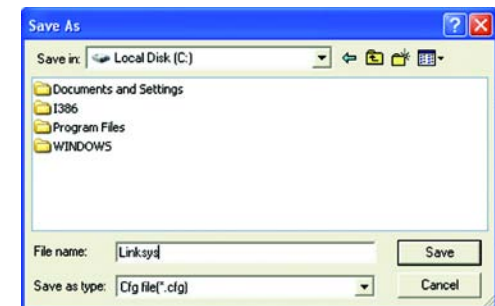 Save As
Save in: Local Disk (C:)
Documents and Settings
I386
Program Files
WINDOWS
File name: Linksys Save
Save as type: Cfg file(*.cfg) Cancel